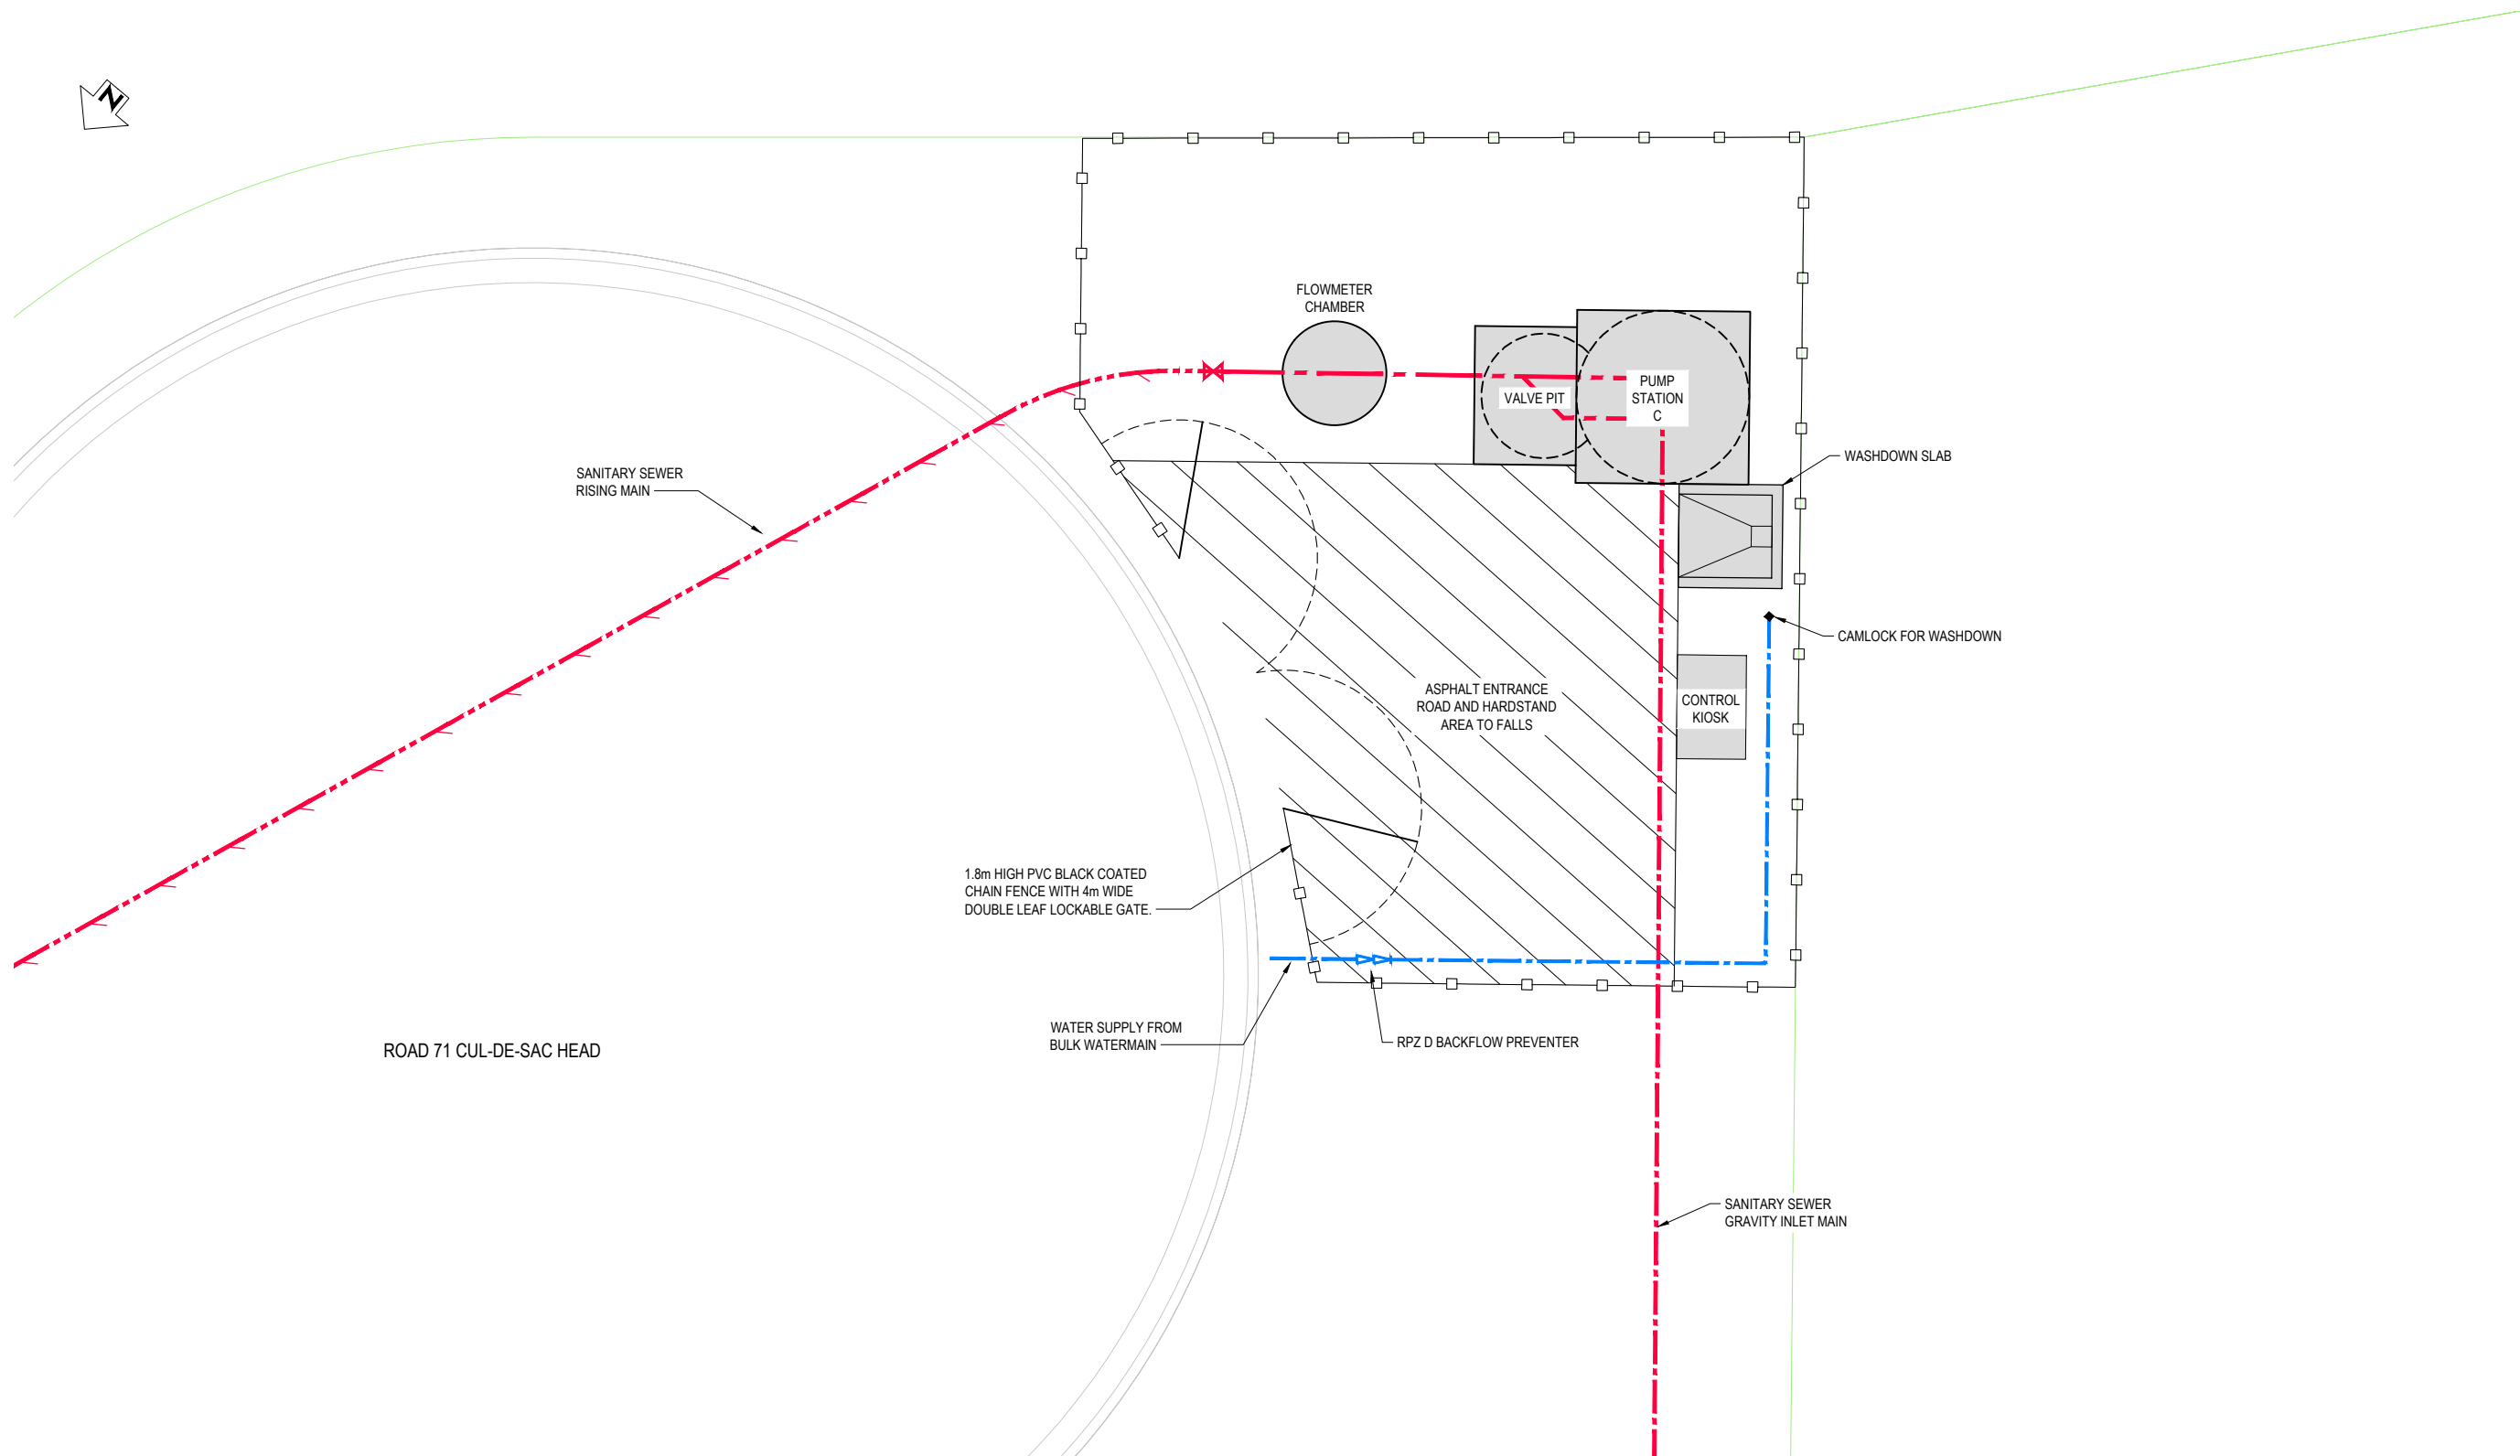 N
FLOWMETER
CHAMBER
VALVE PIT
PUMP
STATION
C
WASHDOWN SLAB
SANITARY SEWER
RISING MAIN
CAMLOCK FOR WASHDOWN
ASPHALT ENTRANCE
ROAD AND HARDSTAND
AREA TO FALLS
CONTROL
KIOSK
1.8m HIGH PVC BLACK COATED
CHAIN FENCE WITH 4m WIDE
DOUBLE LEAF LOCKABLE GATE.
WATER SUPPLY FROM
BULK WATERMAIN
RPZ D BACKFLOW PREVENTER
ROAD 71 CUL-DE-SAC HEAD
SANITARY SEWER
GRAVITY INLET MAIN